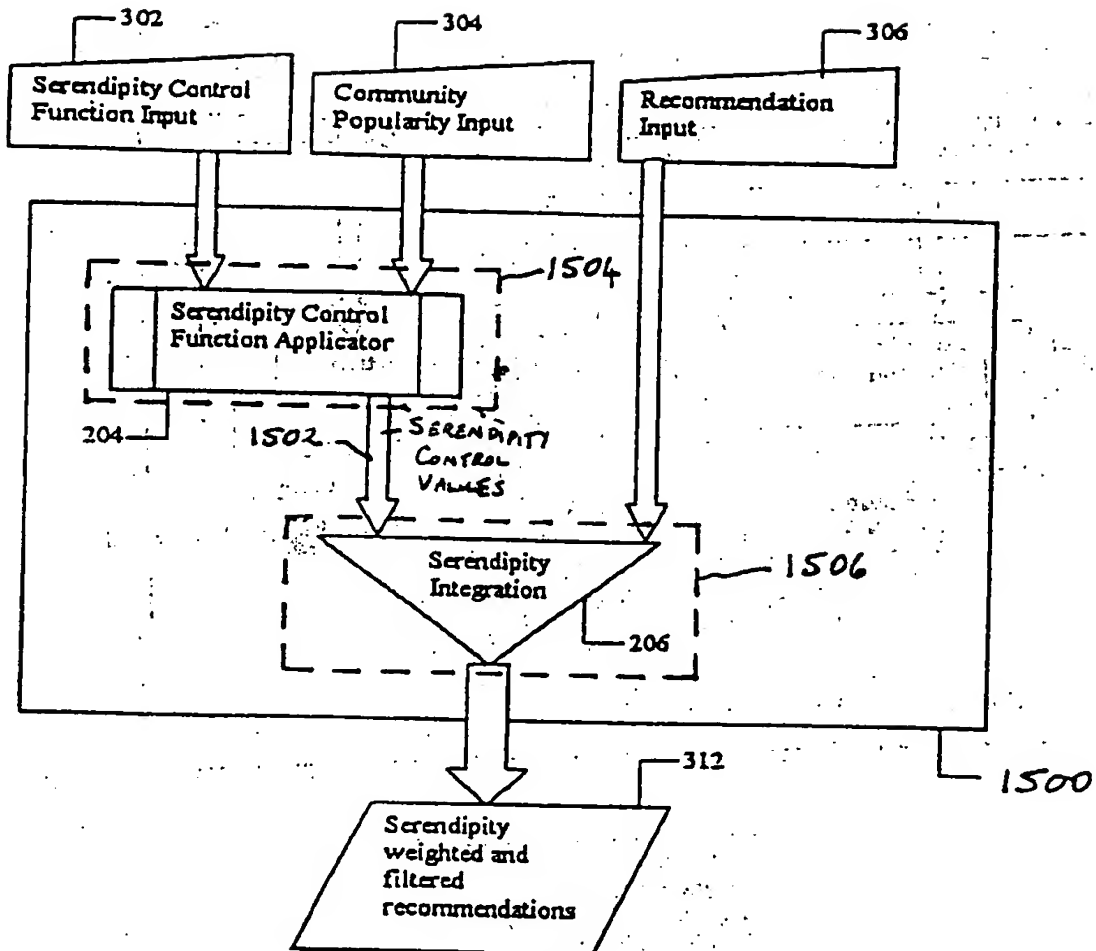 302
304
306
Serendipity Control
Function Input
Community
Popularity Input
Recommendation
Input
1504
Serendipity Control
Function Applicator
204
1502
SERENDIPITY
CONTROL
VALUES
Serendipity
Integration
1506
206
312
1500
Serendipity
weighted and
filtered
recommendations